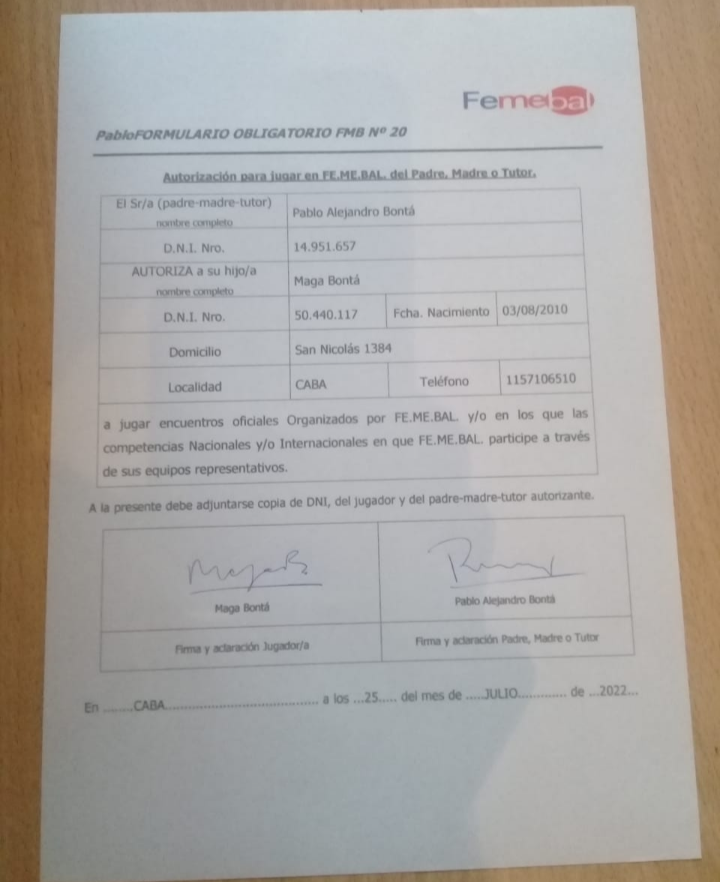 Femebal
PabloFORMULARIO OBLIGATORIO FMB Nº 20
Autorización para jugar en FE.ME.BAL. del Padre, Madre o Tutor.
El Sr/a (padre-madre-tutor)
nombre completo
Pablo Alejandro Bontá
D.N.I. Nro.
14.951.657
AUTORIZA a su hijo/a
nombre completo
Maga Bontá
D.N.I. Nro.
50.440.117
Fcha. Nacimiento
03/08/2010
Domicilio
San Nicolás 1384
Localidad
CABA
Teléfono
1157106510
a jugar encuentros oficiales Organizados por FE.ME.BAL. y/o en los que las
competencias Nacionales y/o Internacionales en que FE.ME.BAL. participe a través
de sus equipos representativos.
A la presente debe adjuntarse copia de DNI, del jugador y del padre-madre-tutor autorizante.
Maga B
Maga Bontá
Pablo Alejandro Bontá
Firma y aclaración Jugador/a
Firma y aclaración Padre, Madre o Tutor
En ........CABA........................................ a los ...25..... del mes de .....JULIO............. de ...2022...